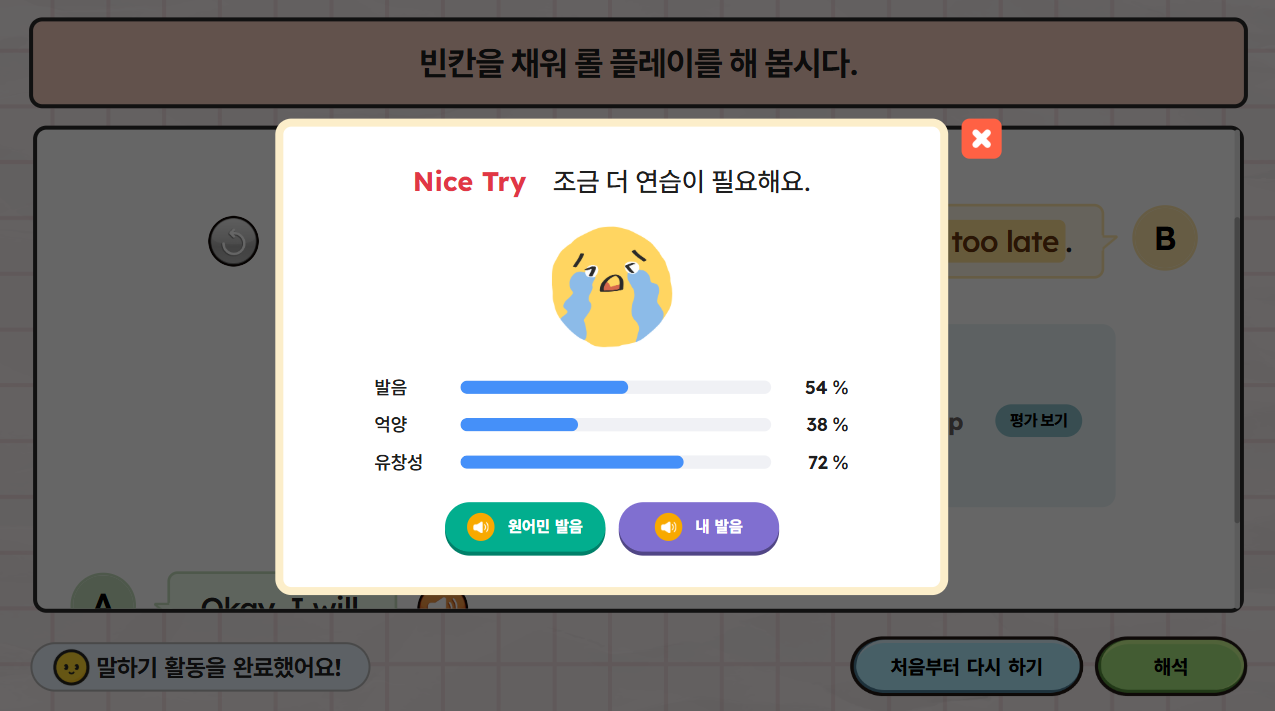 빈칸을 채워 롤 플레이를 해 봅시다.
Nice Try 조금 더 연습이 필요해요.
too late.
B
발음 54 %
억양 38 %
유창성 72 %
p 평가 보기
원어민 발음 내 발음
A Okay, I will
말하기 활동을 완료했어요! 처음부터 다시 하기 해석